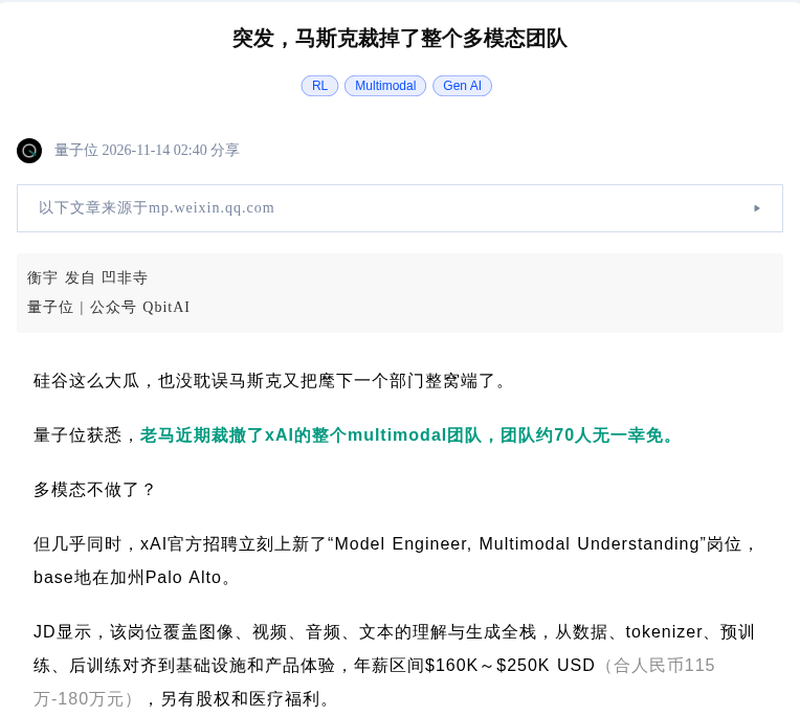 突发，马斯克裁掉了整个多模态团队
RL Multimodal Gen AI
量子位 2026-11-14 02:40 分享
以下文章来源于mp.weixin.qq.com
衡宇 发自 凹非寺
量子位 | 公众号 QbitAI
硅谷这么大瓜，也没耽误马斯克又把麾下一个部门整窝端了。
量子位获悉，老马近期裁撤了xAI的整个multimodal团队，团队约70人无一幸免。
多模态不做了？
但几乎同时，xAI官方招聘立刻上新了“Model Engineer, Multimodal Understanding”岗位，
base地在加州Palo Alto。
JD显示，该岗位覆盖图像、视频、音频、文本的理解与生成全栈，从数据、tokenizer、预训
练、后训练对齐到基础设施和产品体验，年薪区间$160K～$250K USD（合人民币115
万-180万元），另有股权和医疗福利。